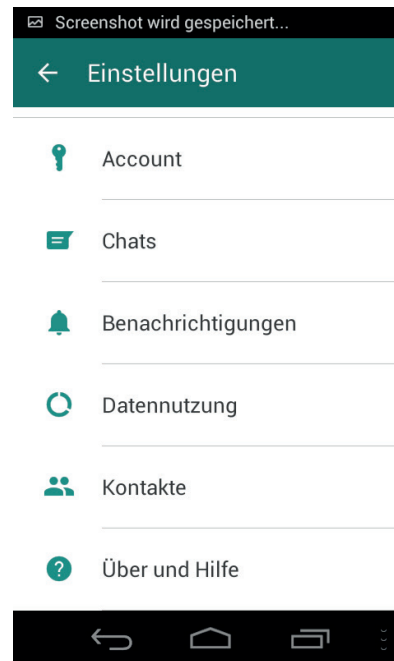 Screenshot wird gespeichert...
Einstellungen
Account
Chats
Benachrichtigungen
Datennutzung
Kontakte
Über und Hilfe